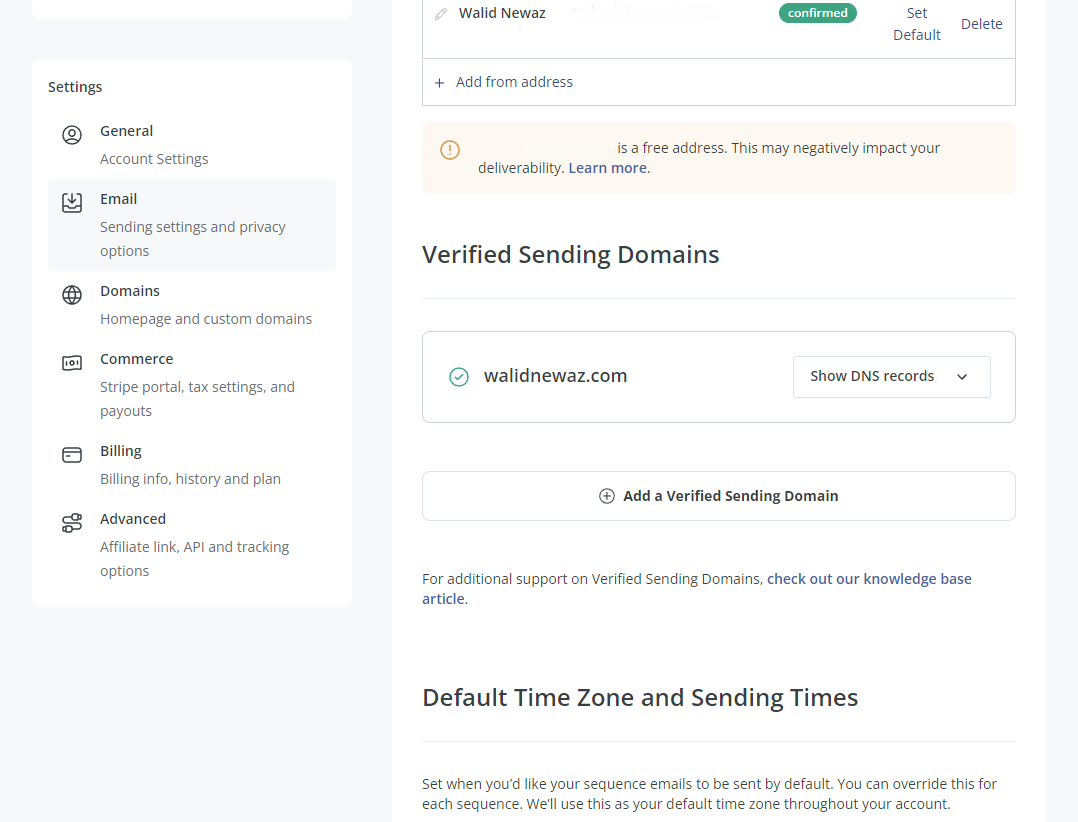 Settings
General
Account Settings
Email
Sending settings and privacy
options
Domains
Homepage and custom domains
Commerce
Stripe portal, tax settings, and
payouts
Billing
Billing info, history and plan
Advanced
Affiliate link, API and tracking
options
Walid Newaz
confirmed
Set
Default
Delete
+ Add from address
is a free address. This may negatively impact your
deliverability. Learn more.
Verified Sending Domains
walidnewaz.com
Show DNS records
Add a Verified Sending Domain
For additional support on Verified Sending Domains, check out our knowledge base
article.
Default Time Zone and Sending Times
Set when you’d like your sequence emails to be sent by default. You can override this for
each sequence. We’ll use this as your default time zone throughout your account.